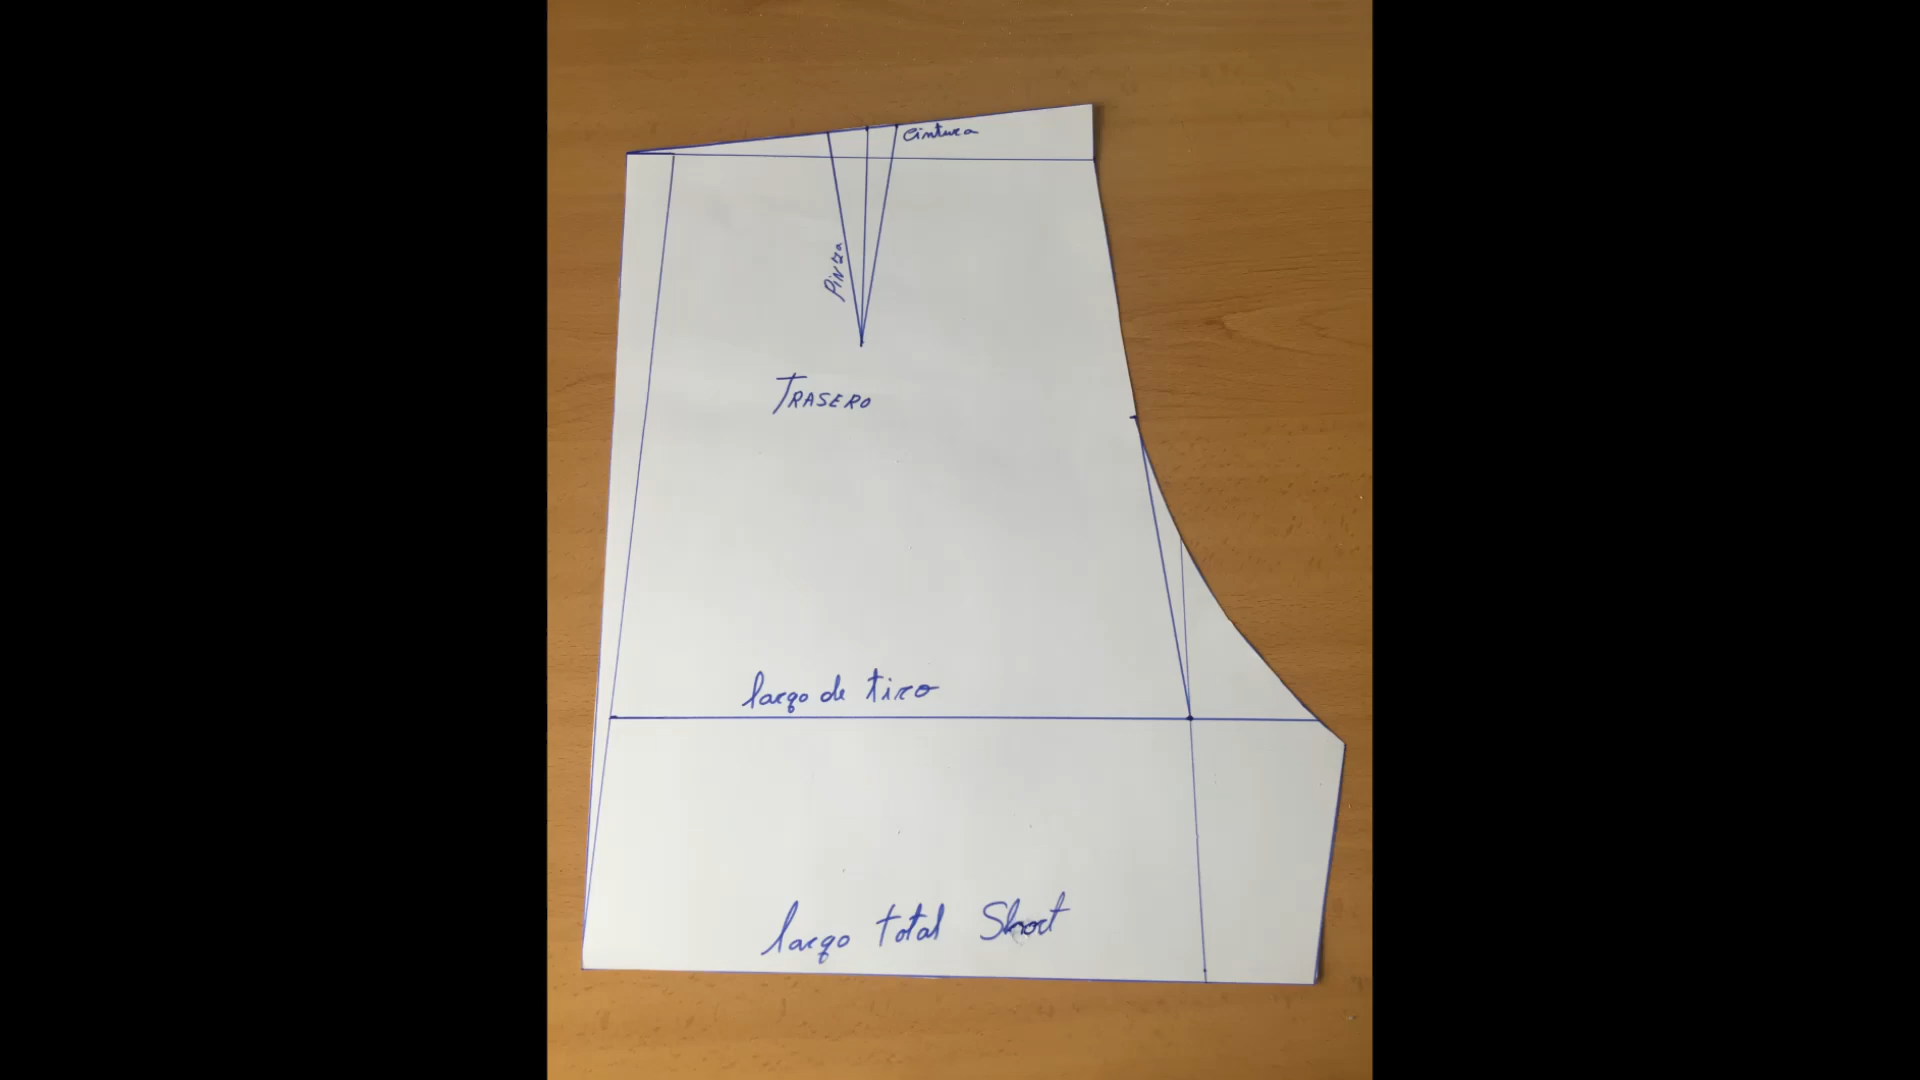 Cintura
Pinza
TRASERO
largo de tiro
largo total Short